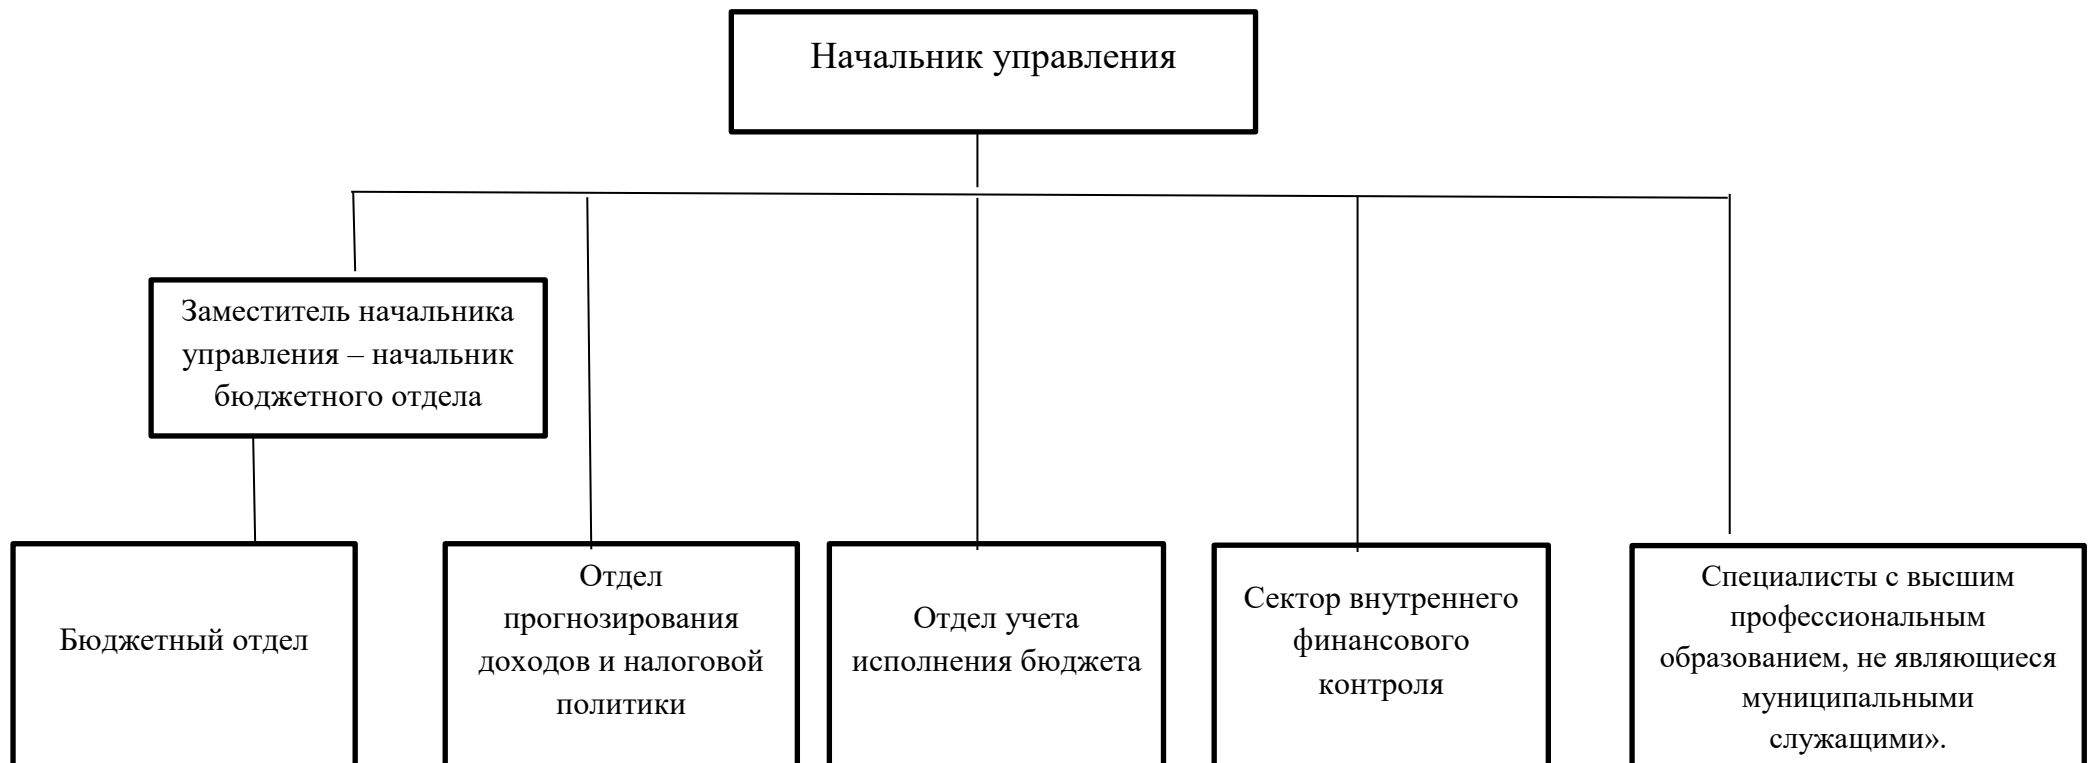 Начальник управления
Заместитель начальника
управления – начальник
бюджетного отдела
Бюджетный отдел
Отдел
прогнозирования
доходов и налоговой
политики
Отдел учета
исполнения бюджета
Сектор внутреннего
финансового
контроля
Специалисты с высшим
профессиональным
образованием, не являющиеся
муниципальными
служащими».